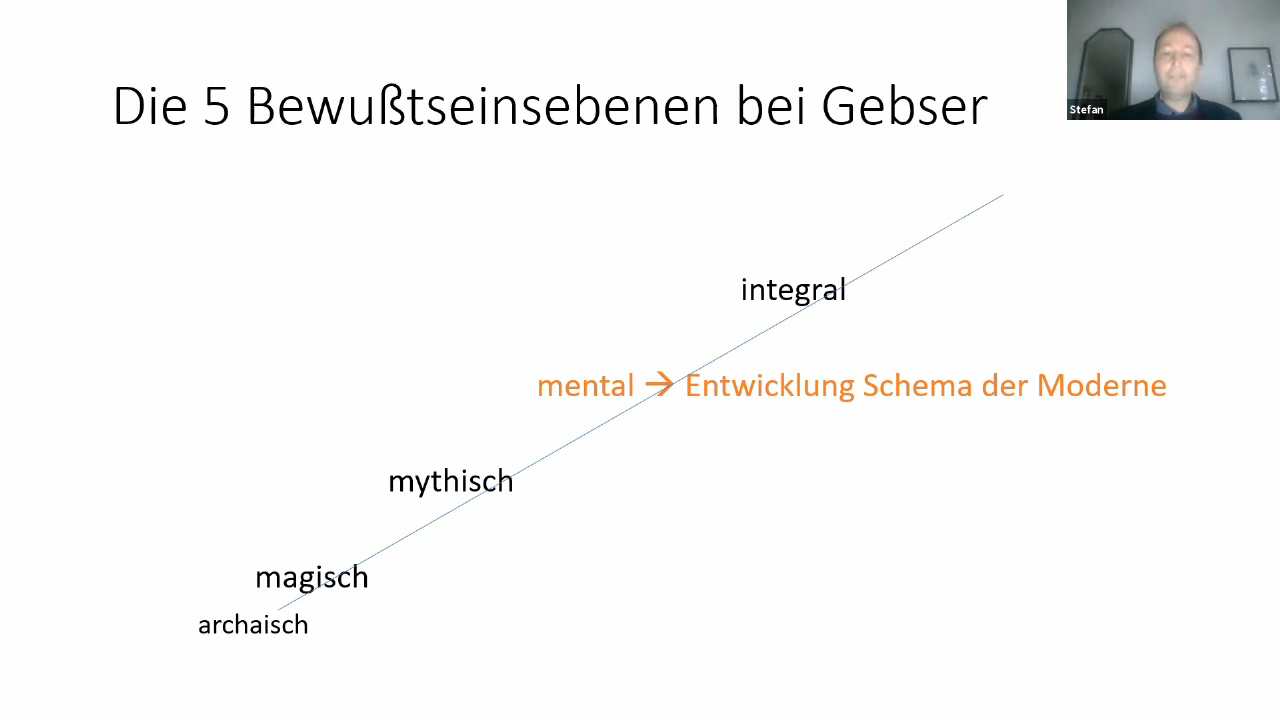 Die 5 Bewußtseinsebenen bei Gebser
Stefan
integral
mental → Entwicklung Schema der Moderne
mythisch
magisch
archaisch